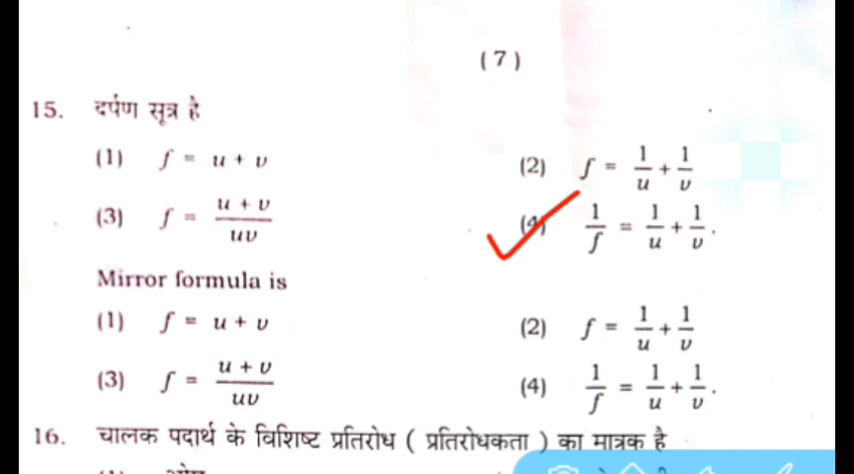 ( 7 )
15. दर्पण सूत्र है
(1) f = u + v (2) f = 1/u + 1/v
(3) f = (u + v)/uv (4) 1/f = 1/u + 1/v .
Mirror formula is
(1) f = u + v (2) f = 1/u + 1/v
(3) f = (u + v)/uv (4) 1/f = 1/u + 1/v .
16. चालक पदार्थ के विशिष्ट प्रतिरोध ( प्रतिरोधकता ) का मात्रक है